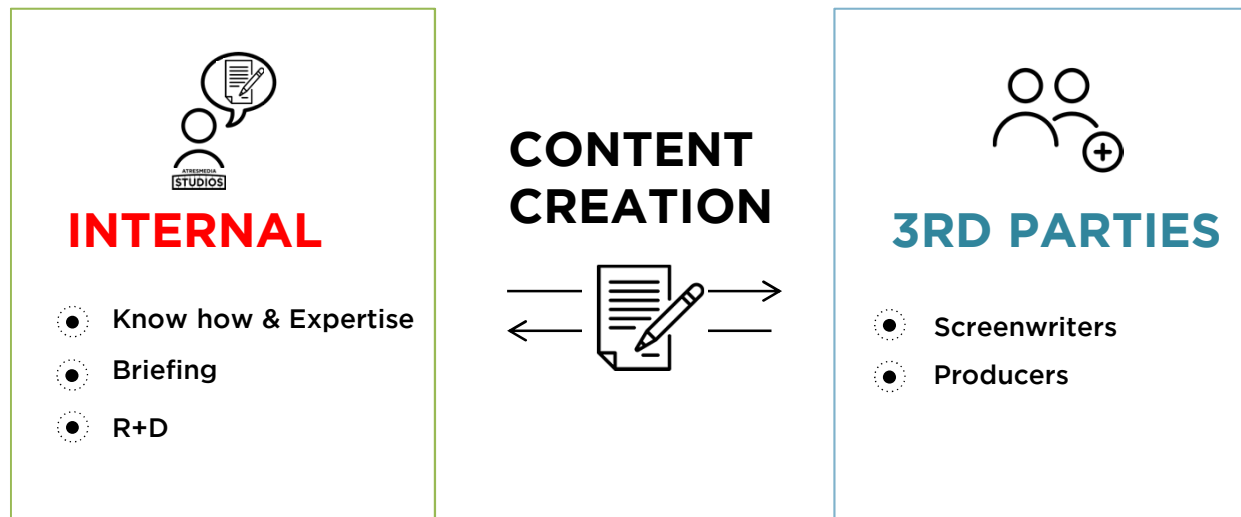 ATRESMEDIA
STUDIOS
INTERNAL
Know how & Expertise
Briefing
R+D
CONTENT
CREATION
3RD PARTIES
Screenwriters
Producers